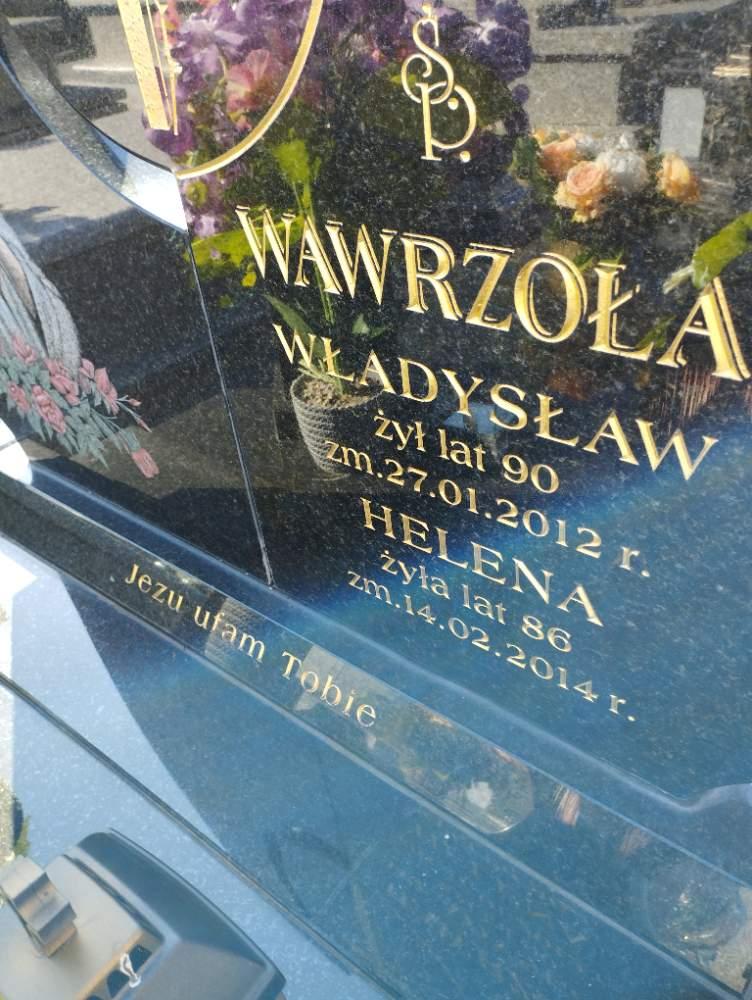 Ś.P.
WAWRZOŁA
WŁADYSŁAW
żył lat 90
zm.27.01.2012 r.
HELENA
żyła lat 86
zm.14.02.2014 r.
Jezu ufam Tobie